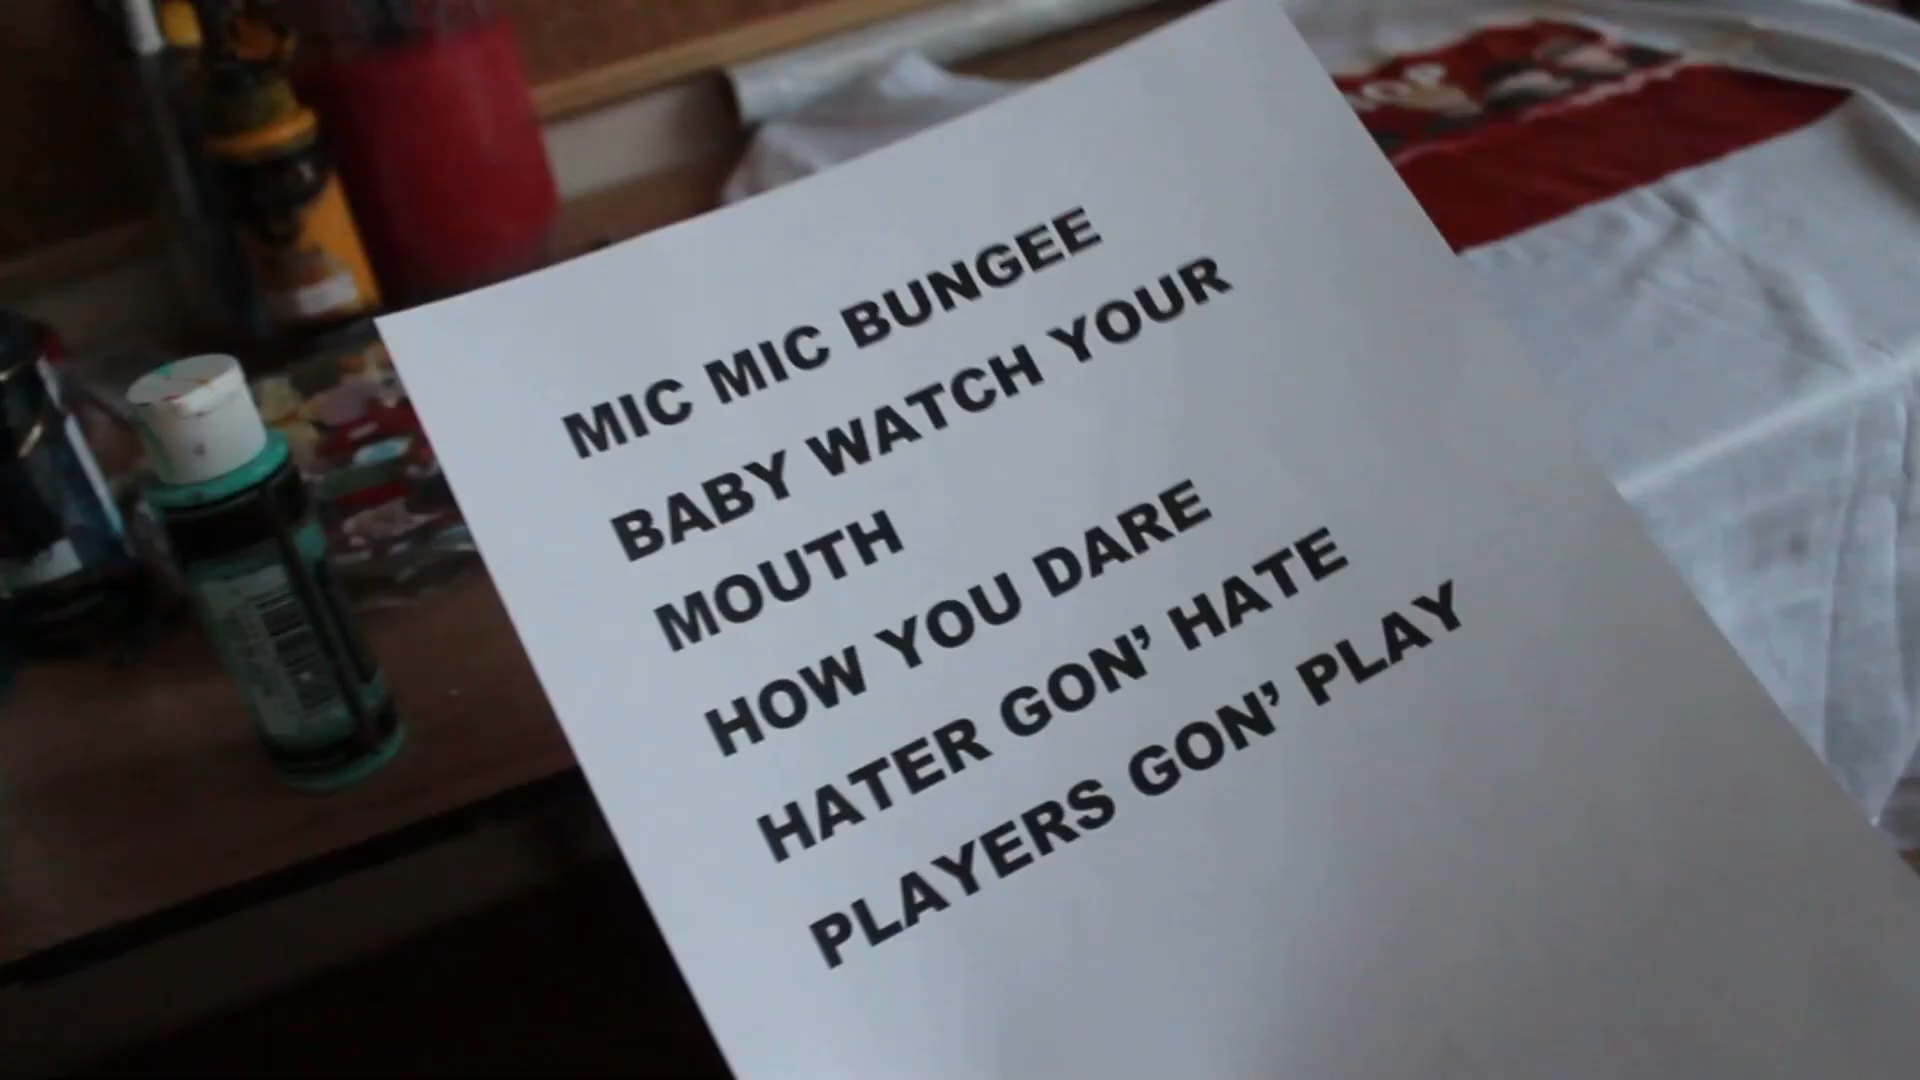 MIC MIC BUNGEE
BABY WATCH YOUR
MOUTH
HOW YOU DARE
HATER GON’ HATE
PLAYERS GON’ PLAY